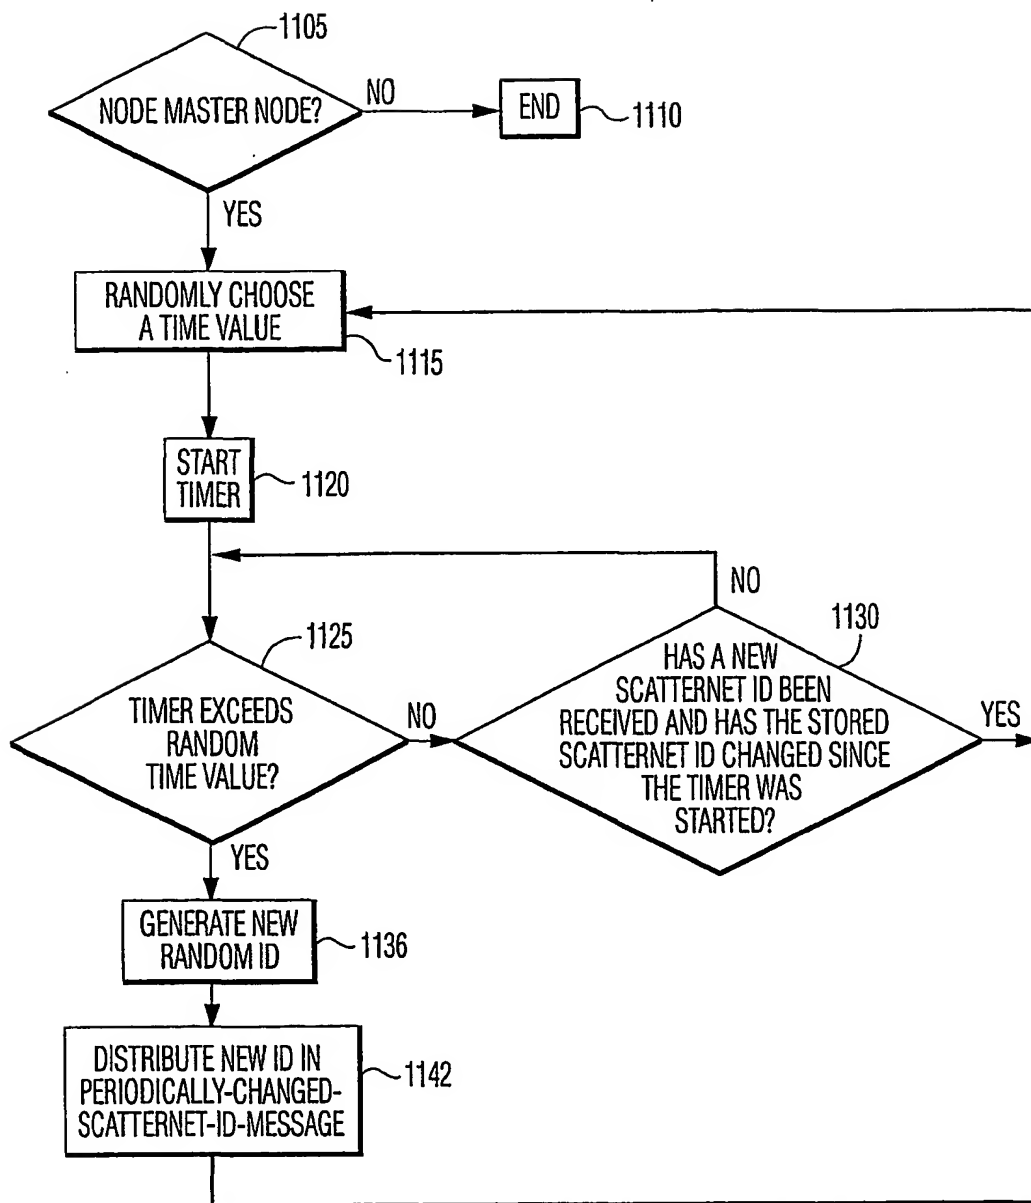 1105
NODE MASTER NODE?
NO
END
1110
YES
RANDOMLY CHOOSE
A TIME VALUE
1115
START
TIMER
1120
NO
1125
1130
TIMER EXCEEDS
RANDOM
TIME VALUE?
NO
HAS A NEW
SCATTERNET ID BEEN
RECEIVED AND HAS THE STORED
SCATTERNET ID CHANGED SINCE
THE TIMER WAS
STARTED?
YES
YES
GENERATE NEW
RANDOM ID
1136
DISTRIBUTE NEW ID IN
PERIODICALLY-CHANGED-
SCATTERNET-ID-MESSAGE
1142